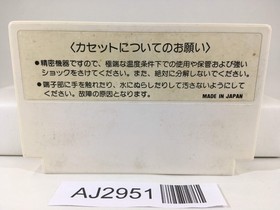 〈カセットについてのお願い〉
●精密機器ですので、極端な温度条件下での使用や保管および強い
ショックをさけてください。また、絶対に分解しないでください。
●端子部に手を触れたり、水にぬらしたりして汚さないようにして
ください。故障の原因となります。
MADE IN JAPAN
AJ2951